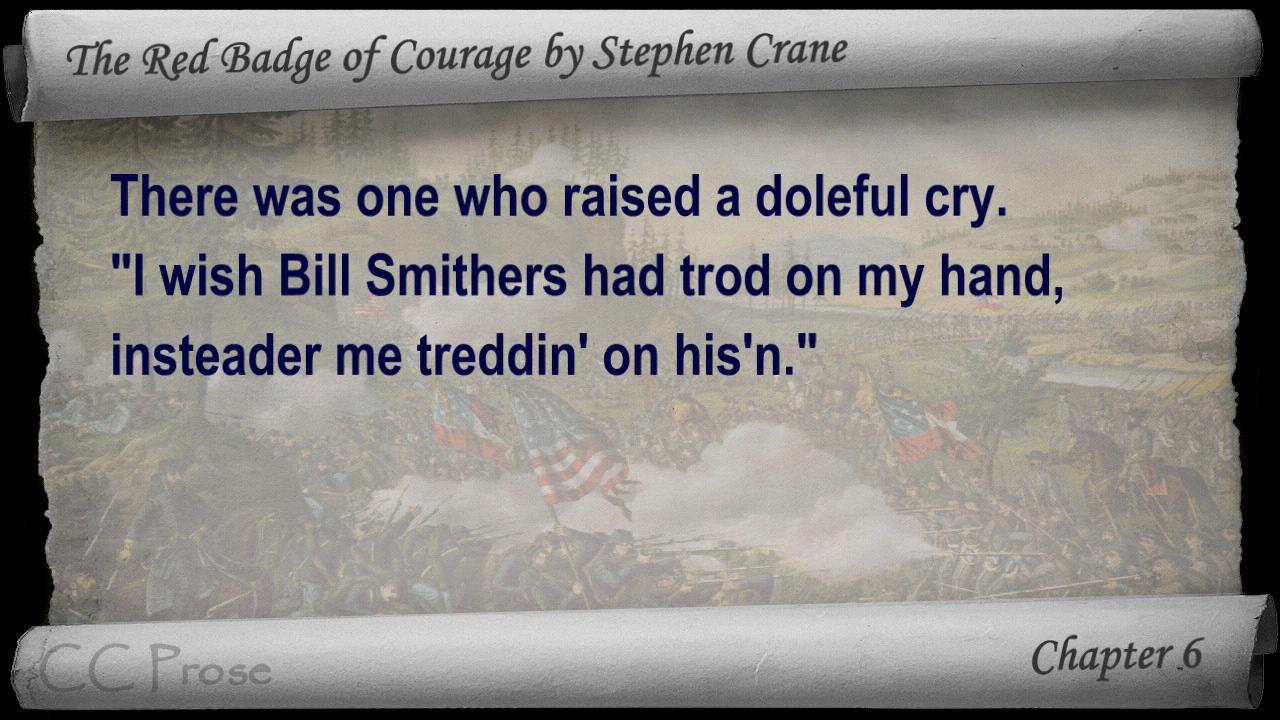 The Red Badge of Courage by Stephen Crane
There was one who raised a doleful cry.
"I wish Bill Smithers had trod on my hand,
insteader me treddin' on his'n."
CC Prose
Chapter 6